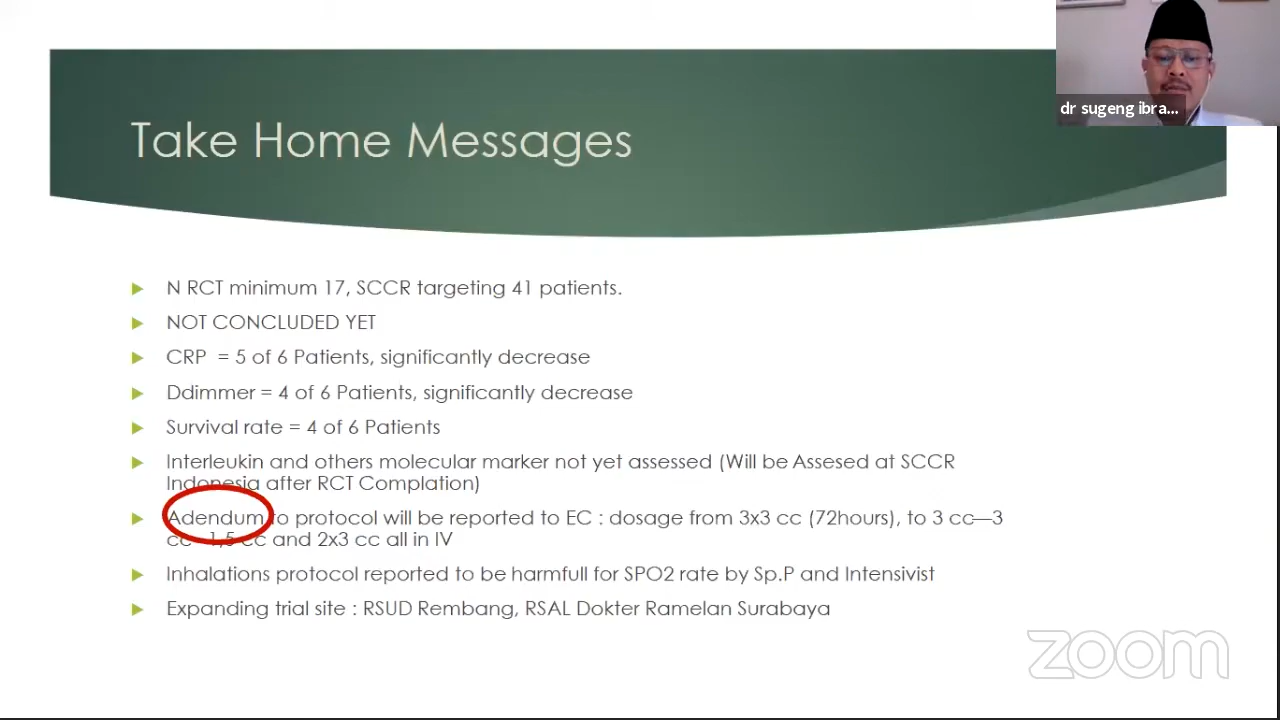 dr sugeng ibra...
Take Home Messages
N RCT minimum 17, SCCR targeting 41 patients.
NOT CONCLUDED YET
CRP = 5 of 6 Patients, significantly decrease
Ddimmer = 4 of 6 Patients, significantly decrease
Survival rate = 4 of 6 Patients
Interleukin and others molecular marker not yet assessed (Will be Assesed at SCCR
Indonesia after RCT Complation)
Adendum to protocol will be reported to EC : dosage from 3x3 cc (72hours), to 3 cc—3
cc—1,5 cc and 2x3 cc all in IV
Inhalations protocol reported to be harmfull for SPO2 rate by Sp.P and Intensivist
Expanding trial site : RSUD Rembang, RSAL Dokter Ramelan Surabaya
zoom